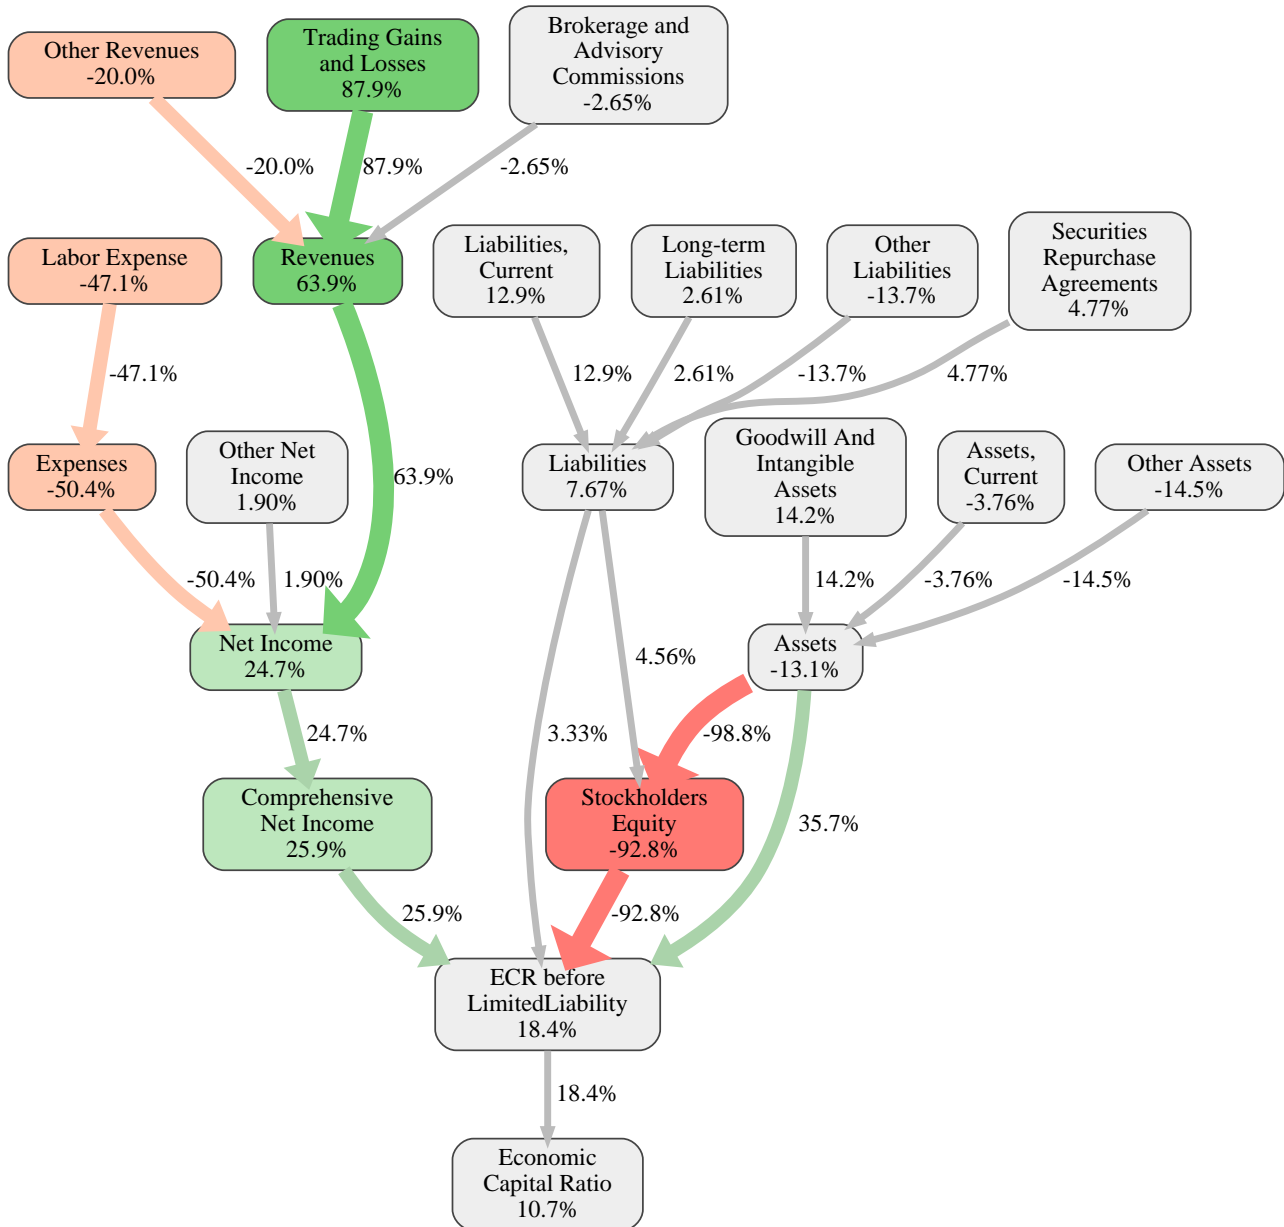 Other Revenues
-20.0%
Trading Gains
and Losses
87.9%
Brokerage and
Advisory
Commissions
-2.65%
-20.0%
87.9%
-2.65%
Labor Expense
-47.1%
Revenues
63.9%
Liabilities,
Current
12.9%
Long-term
Liabilities
2.61%
Other
Liabilities
-13.7%
Securities
Repurchase
Agreements
4.77%
-47.1%
12.9%
2.61%
-13.7%
4.77%
Expenses
-50.4%
Other Net
Income
1.90%
63.9%
Liabilities
7.67%
Goodwill And
Intangible
Assets
14.2%
Assets,
Current
-3.76%
Other Assets
-14.5%
-50.4%
1.90%
14.2%
-3.76%
-14.5%
Net Income
24.7%
4.56%
Assets
-13.1%
24.7%
3.33%
-98.8%
Comprehensive
Net Income
25.9%
Stockholders
Equity
-92.8%
35.7%
25.9%
-92.8%
ECR before
LimitedLiability
18.4%
18.4%
Economic
Capital Ratio
10.7%